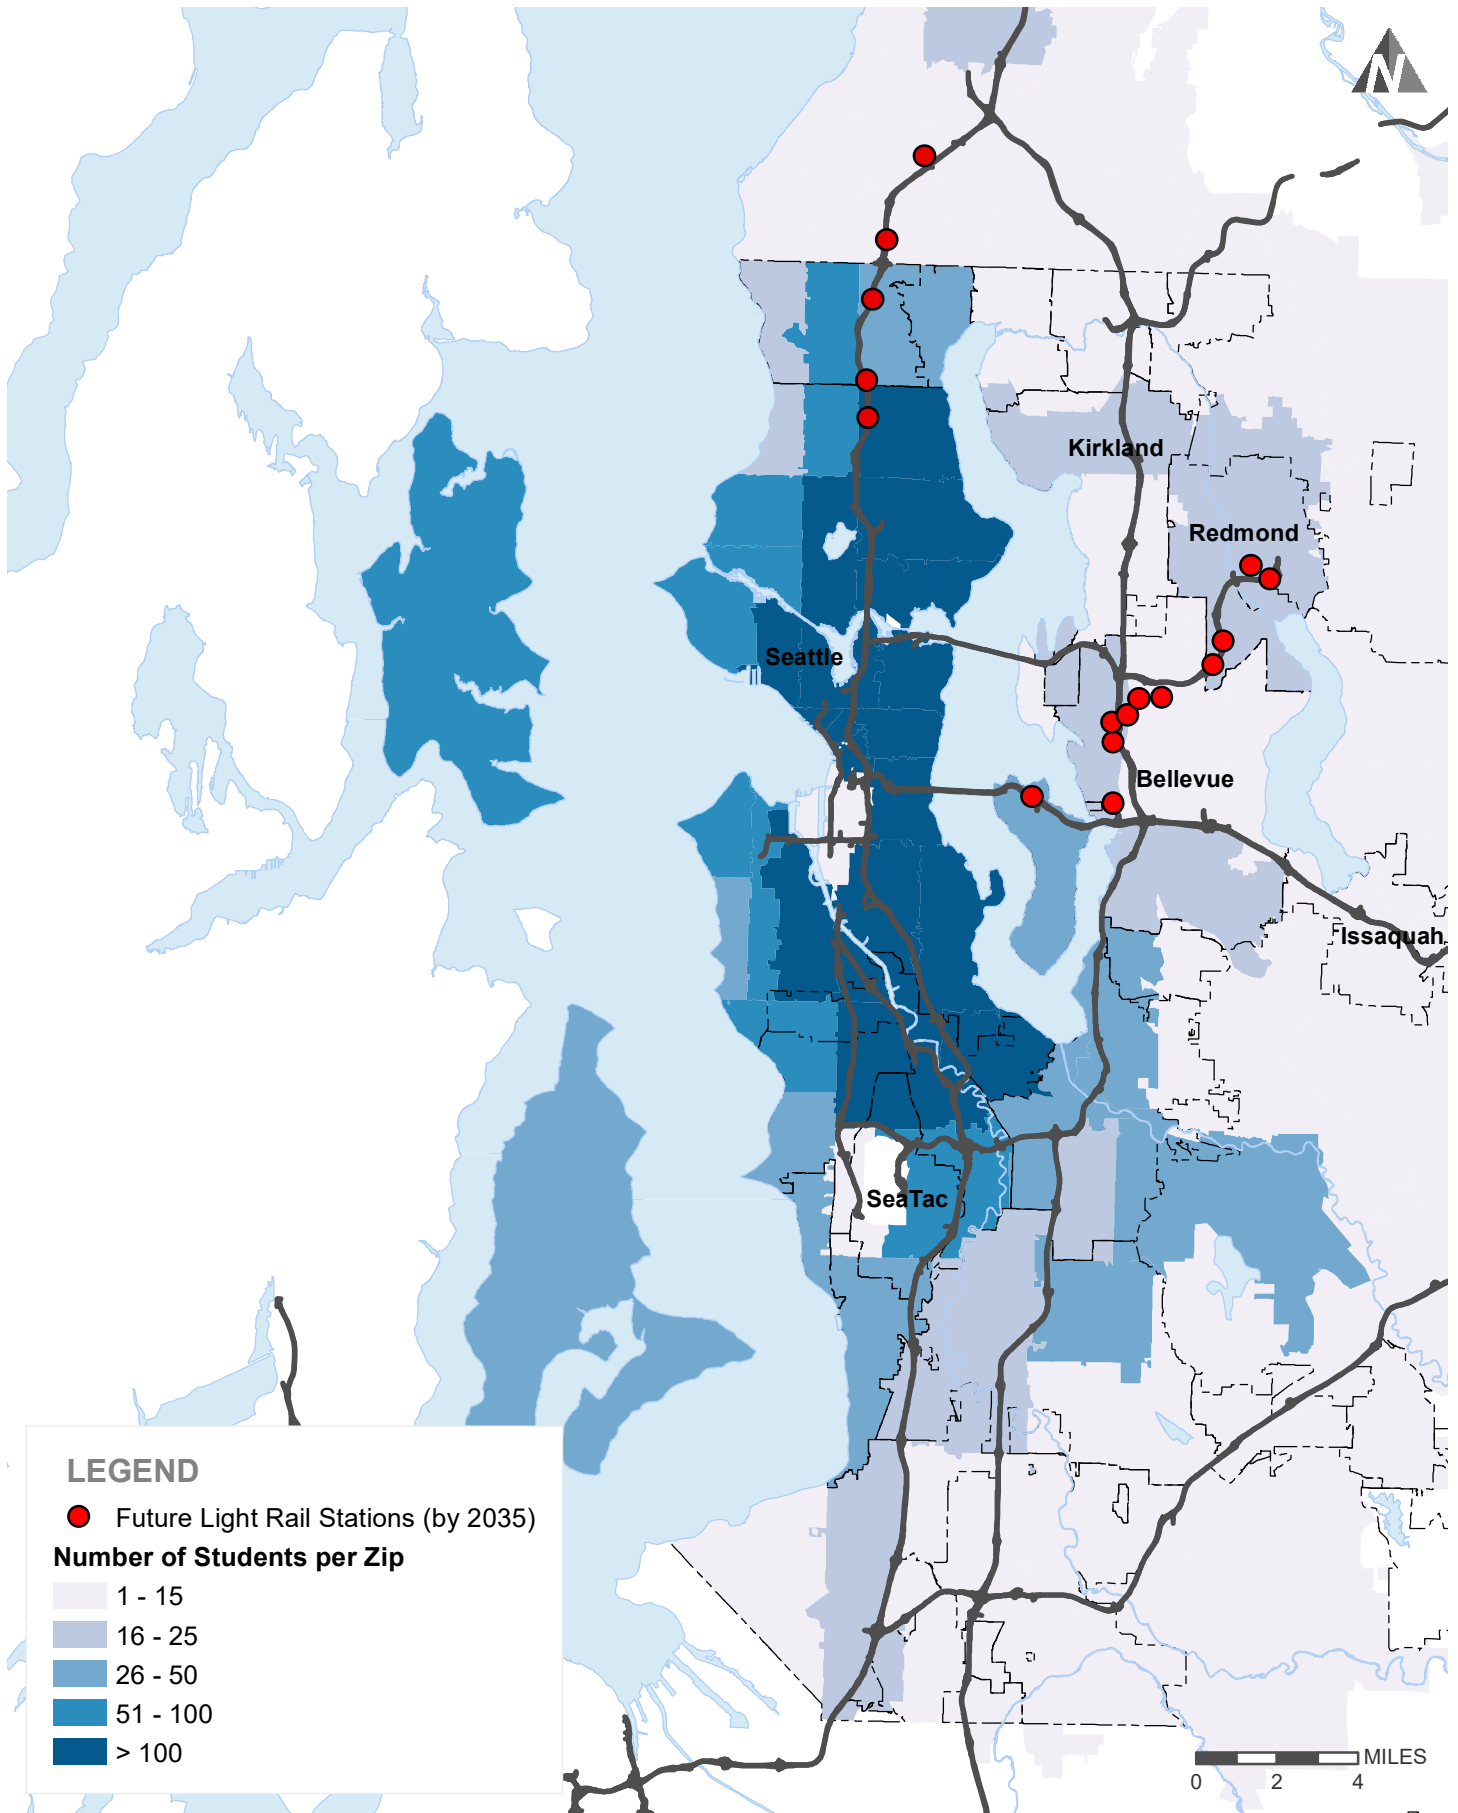 N
Kirkland
Redmond
Seattle
Bellevue
Issaquah
SeaTac
LEGEND
Future Light Rail Stations (by 2035)
Number of Students per Zip
1 - 15
16 - 25
26 - 50
51 - 100
> 100
MILES
0 2 4